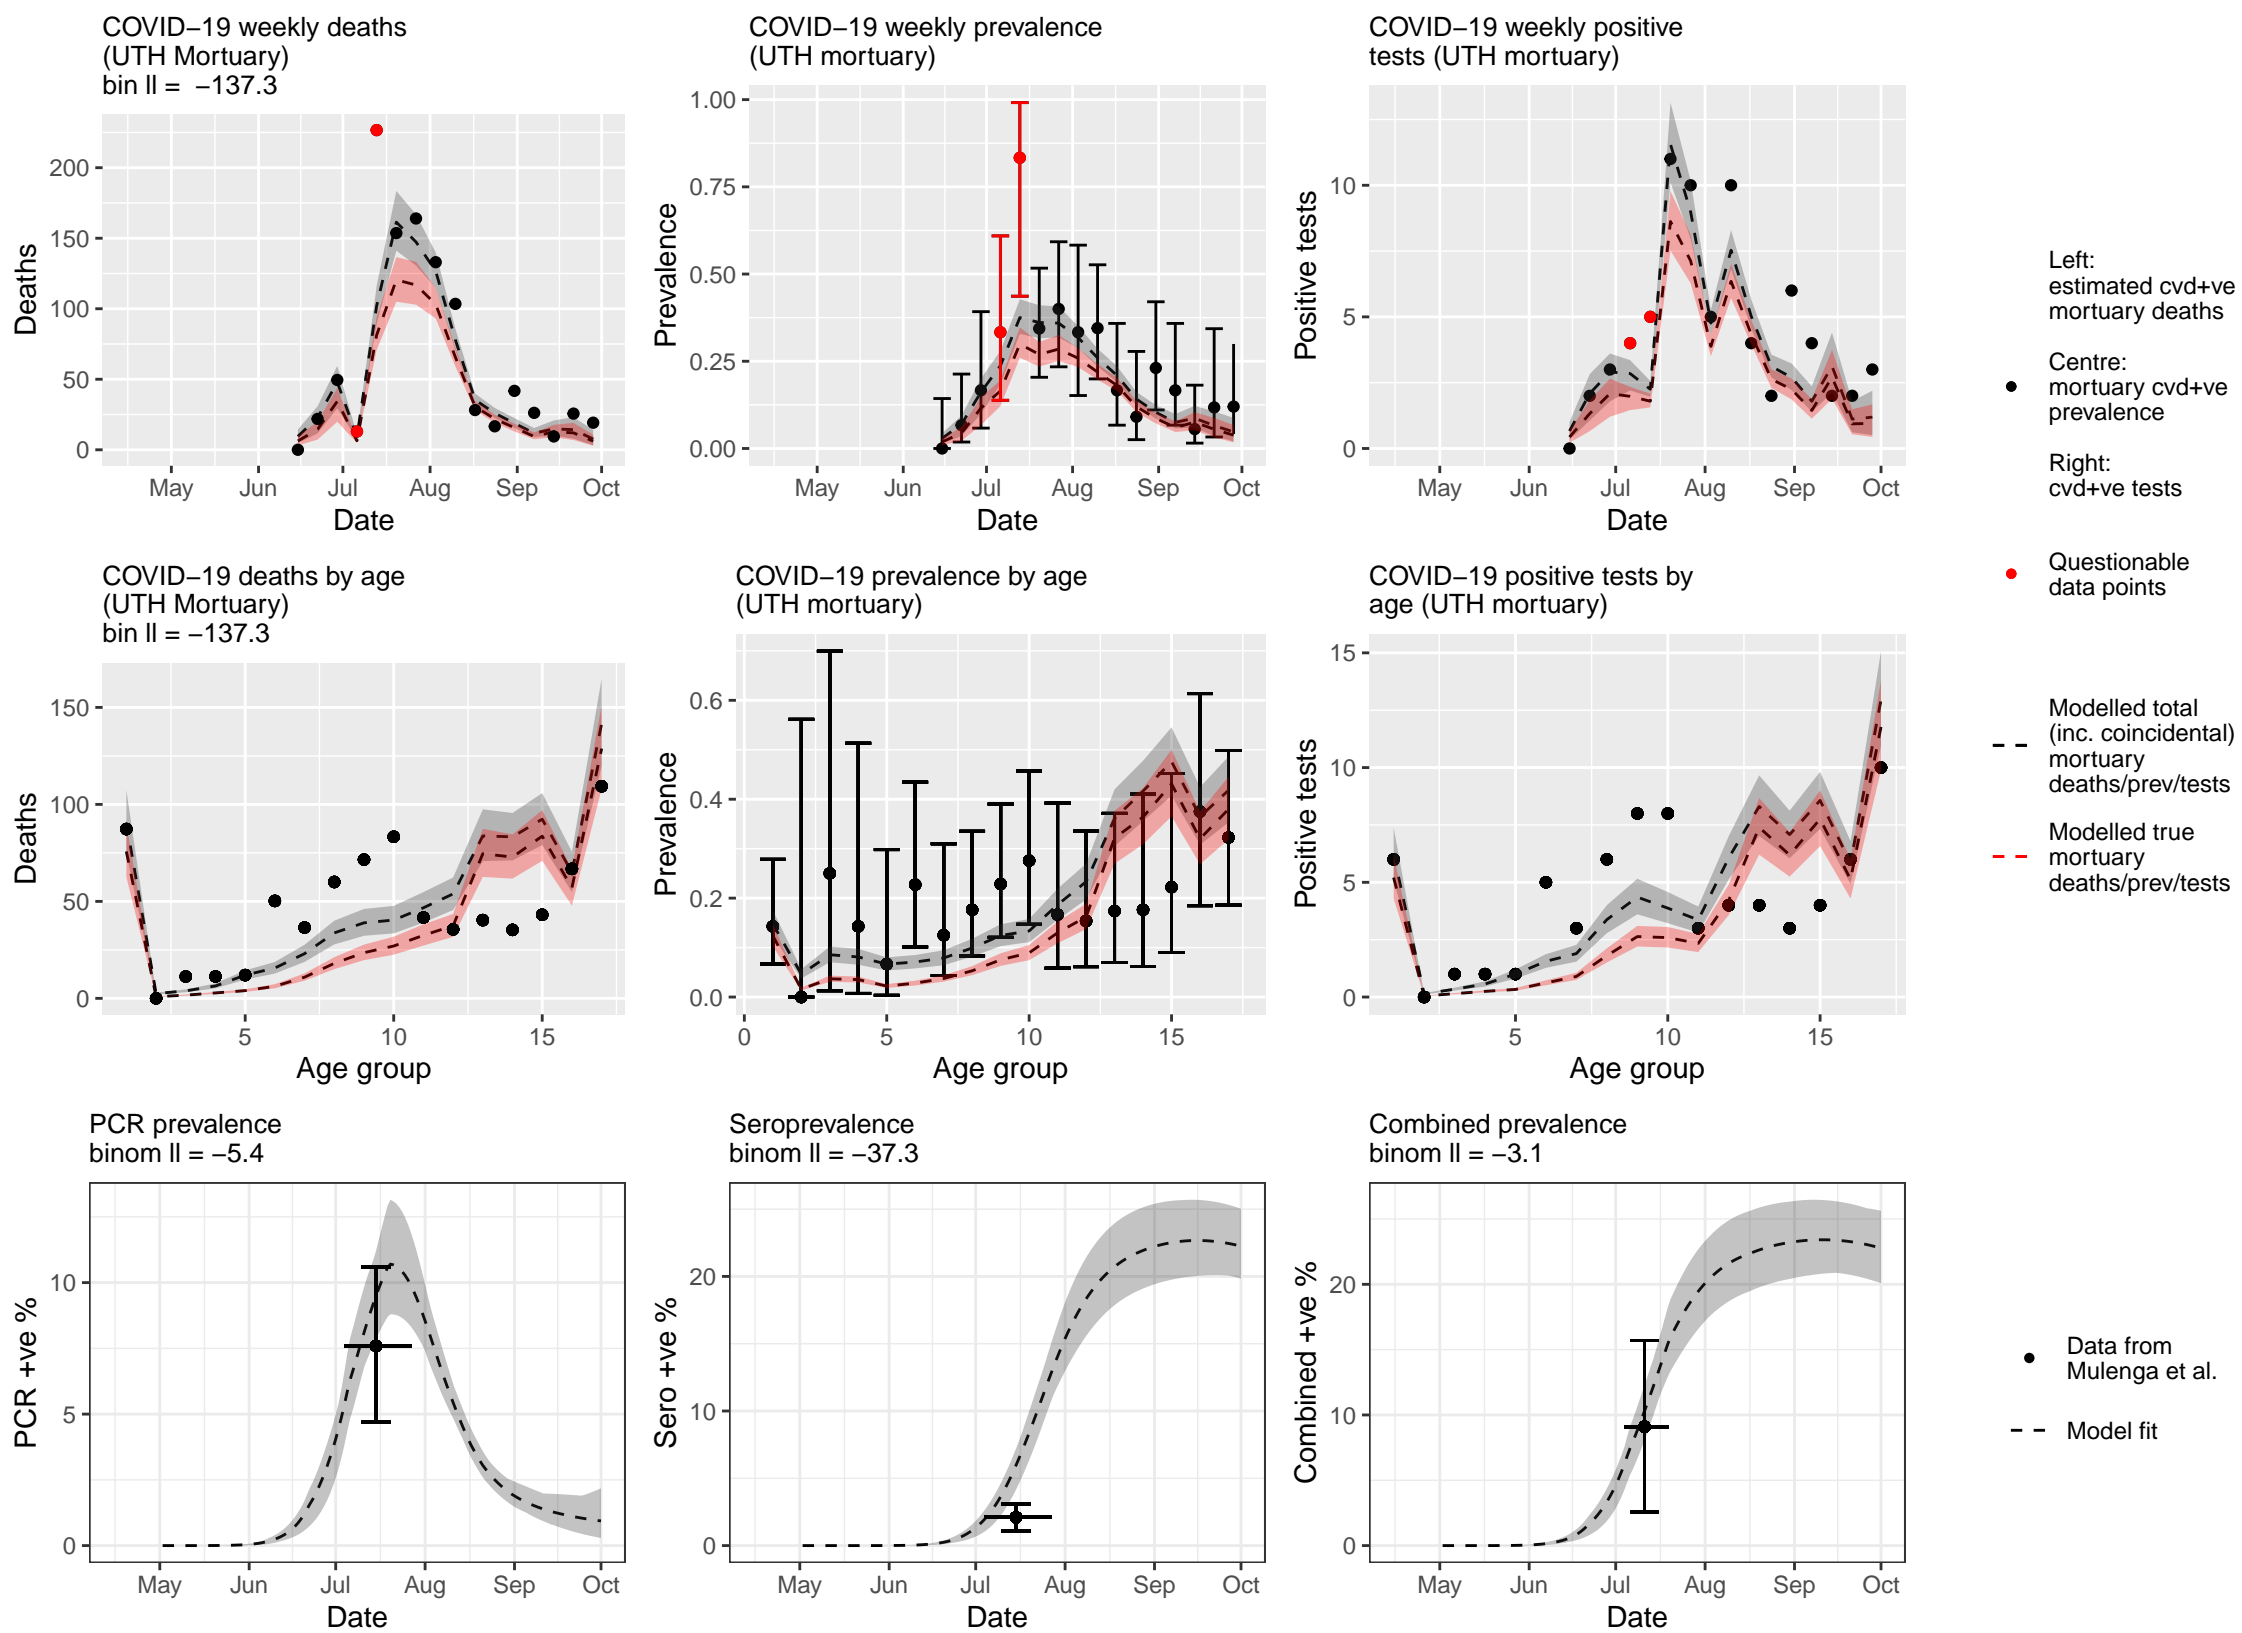 COVID−19 weekly deaths
(UTH Mortuary)
bin ll =  −137.3
Deaths
200
150
100
50
0
May Jun Jul Aug Sep Oct
Date
COVID−19 weekly prevalence
(UTH mortuary)
Prevalence
1.00
0.75
0.50
0.25
0.00
May Jun Jul Aug Sep Oct
Date
COVID−19 weekly positive
tests (UTH mortuary)
Positive tests
10
5
0
May Jun Jul Aug Sep Oct
Date
Left:
estimated cvd+ve
mortuary deaths
Centre:
mortuary cvd+ve
prevalence
Right:
cvd+ve tests
Questionable
data points
COVID−19 deaths by age
(UTH Mortuary)
bin ll = −137.3
Deaths
150
100
50
0
5 10 15
Age group
COVID−19 prevalence by age
(UTH mortuary)
Prevalence
0.6
0.4
0.2
0.0
0 5 10 15
Age group
COVID−19 positive tests by
age (UTH mortuary)
Positive tests
15
10
5
0
5 10 15
Age group
Modelled total
(inc. coincidental)
mortuary
deaths/prev/tests
Modelled true
mortuary
deaths/prev/tests
PCR prevalence
binom ll = −5.4
PCR +ve %
10
5
0
May Jun Jul Aug Sep Oct
Date
Seroprevalence
binom ll = −37.3
Sero +ve %
20
10
0
May Jun Jul Aug Sep Oct
Date
Combined prevalence
binom ll = −3.1
Combined +ve %
20
10
0
May Jun Jul Aug Sep Oct
Date
Data from
Mulenga et al.
Model fit